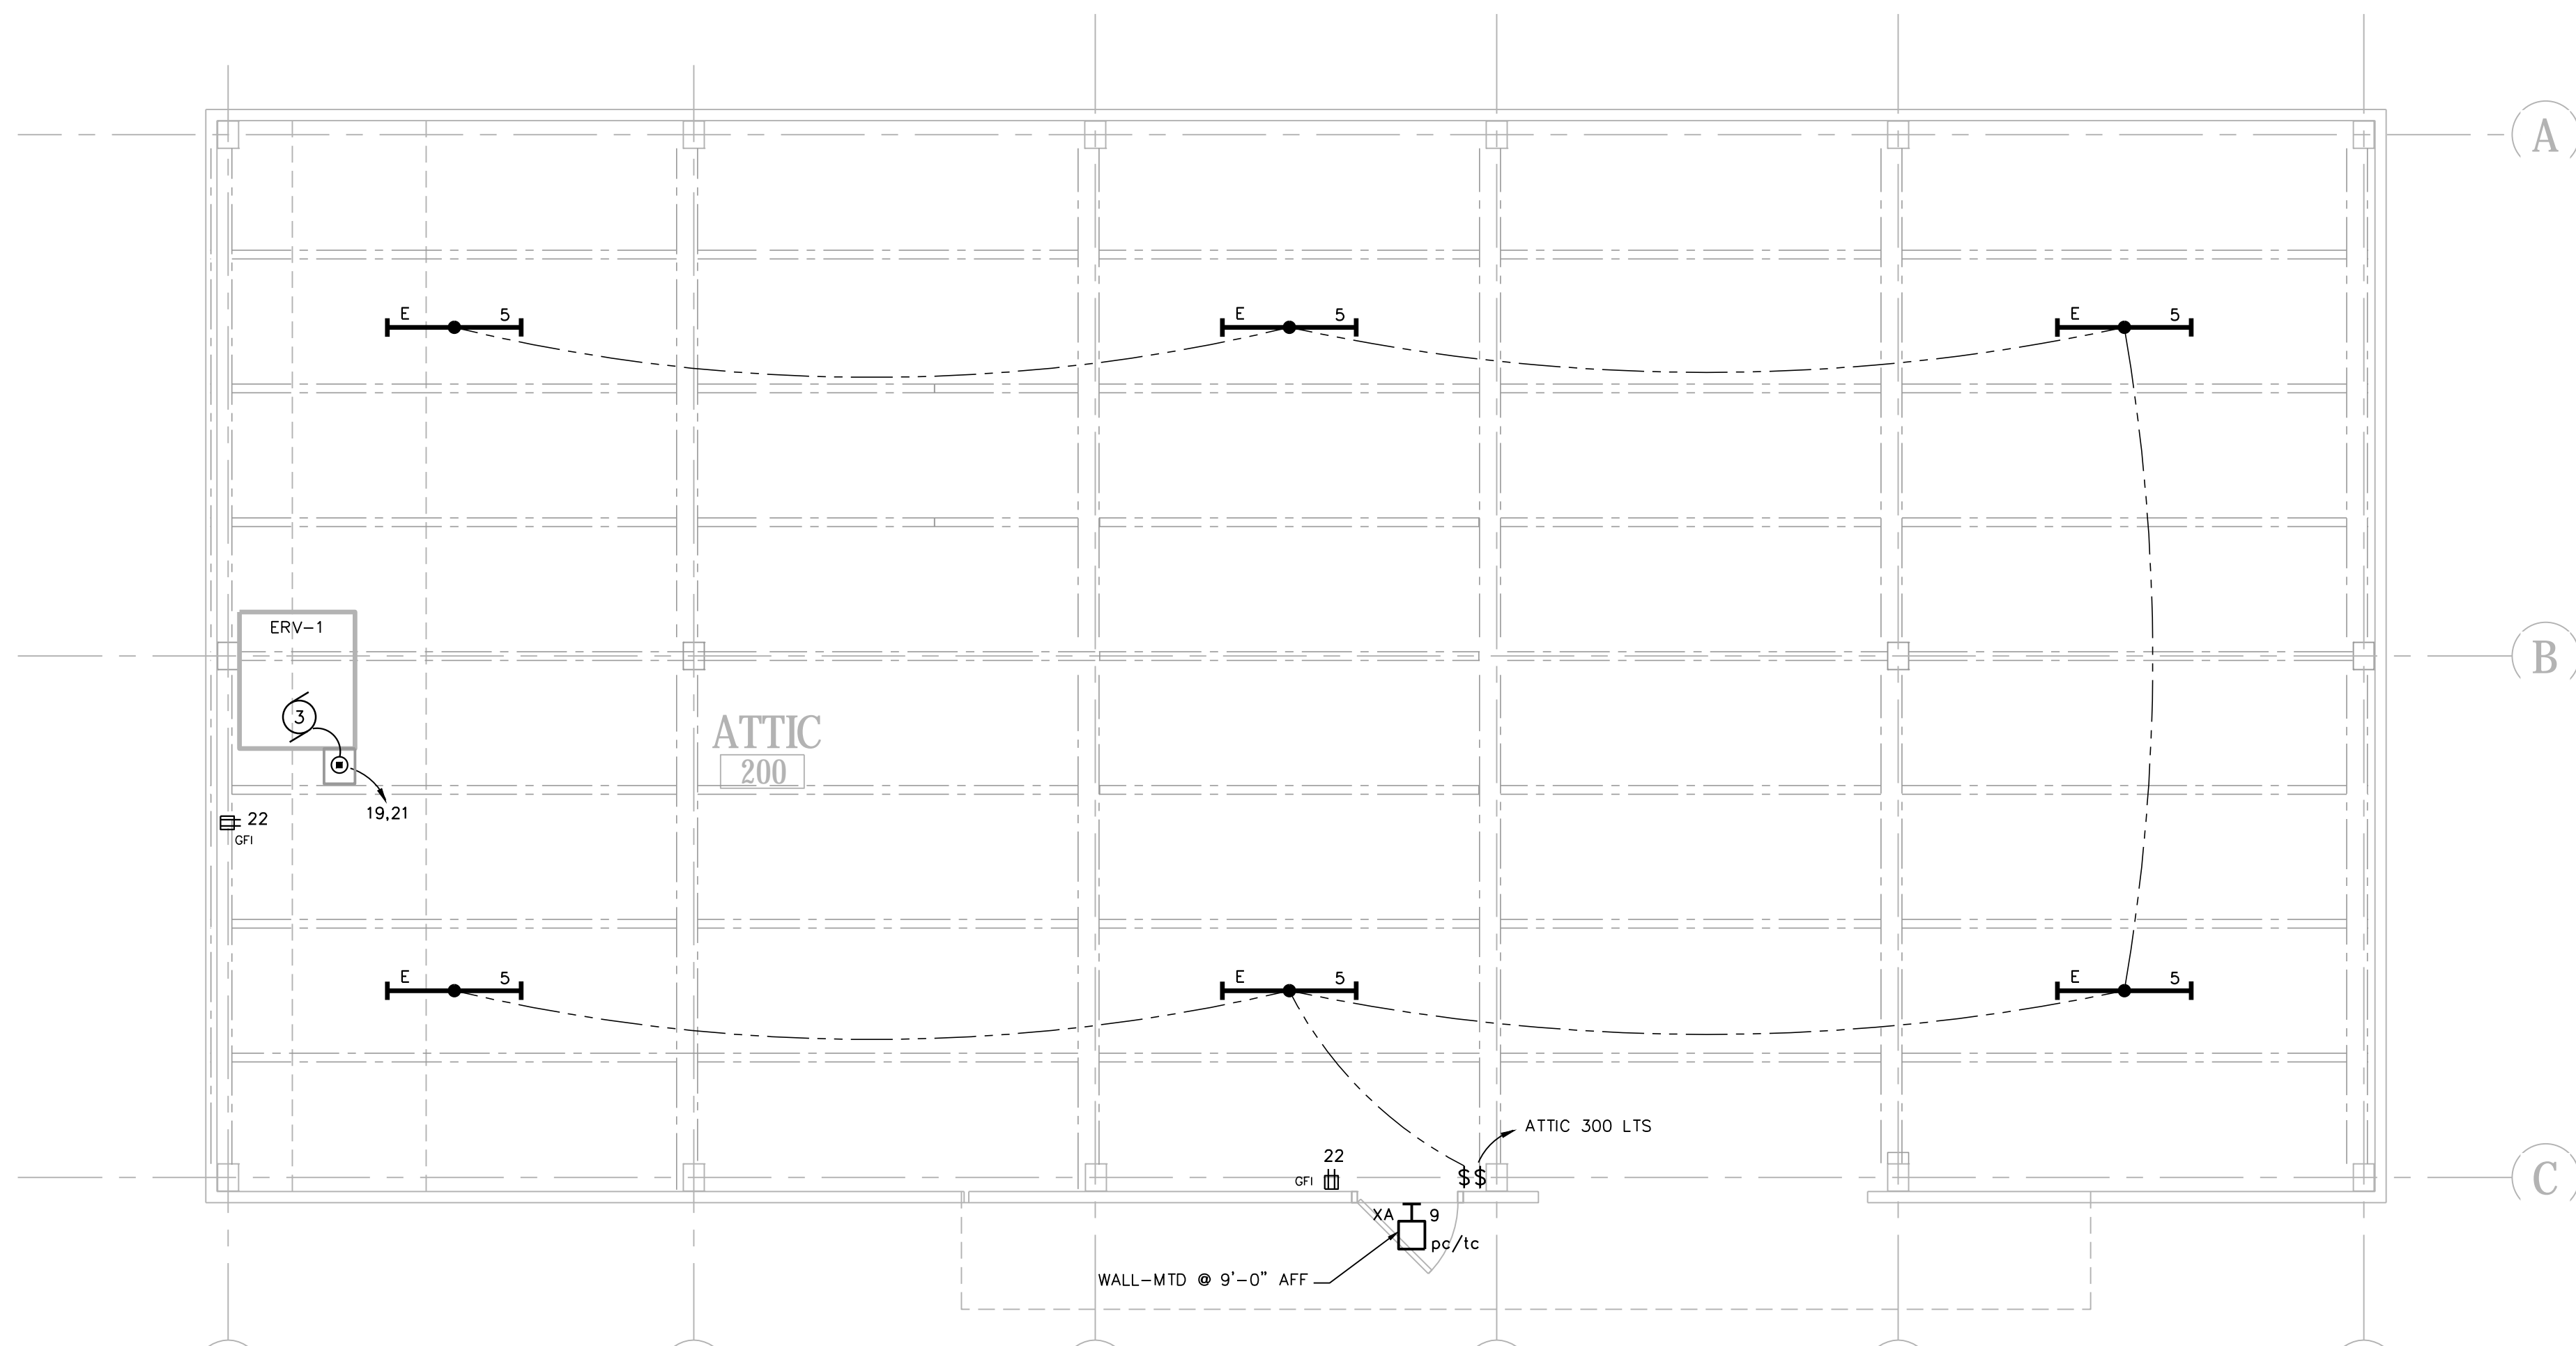 A
E 5
E 5
E 5
ERV-1
B
3
ATTIC
200
19,21
22
GFI
E 5
E 5
E 5
ATTIC 300 LTS
22
GFI
$$
C
XA 9
pc/tc
WALL-MTD @ 9'-0" AFF